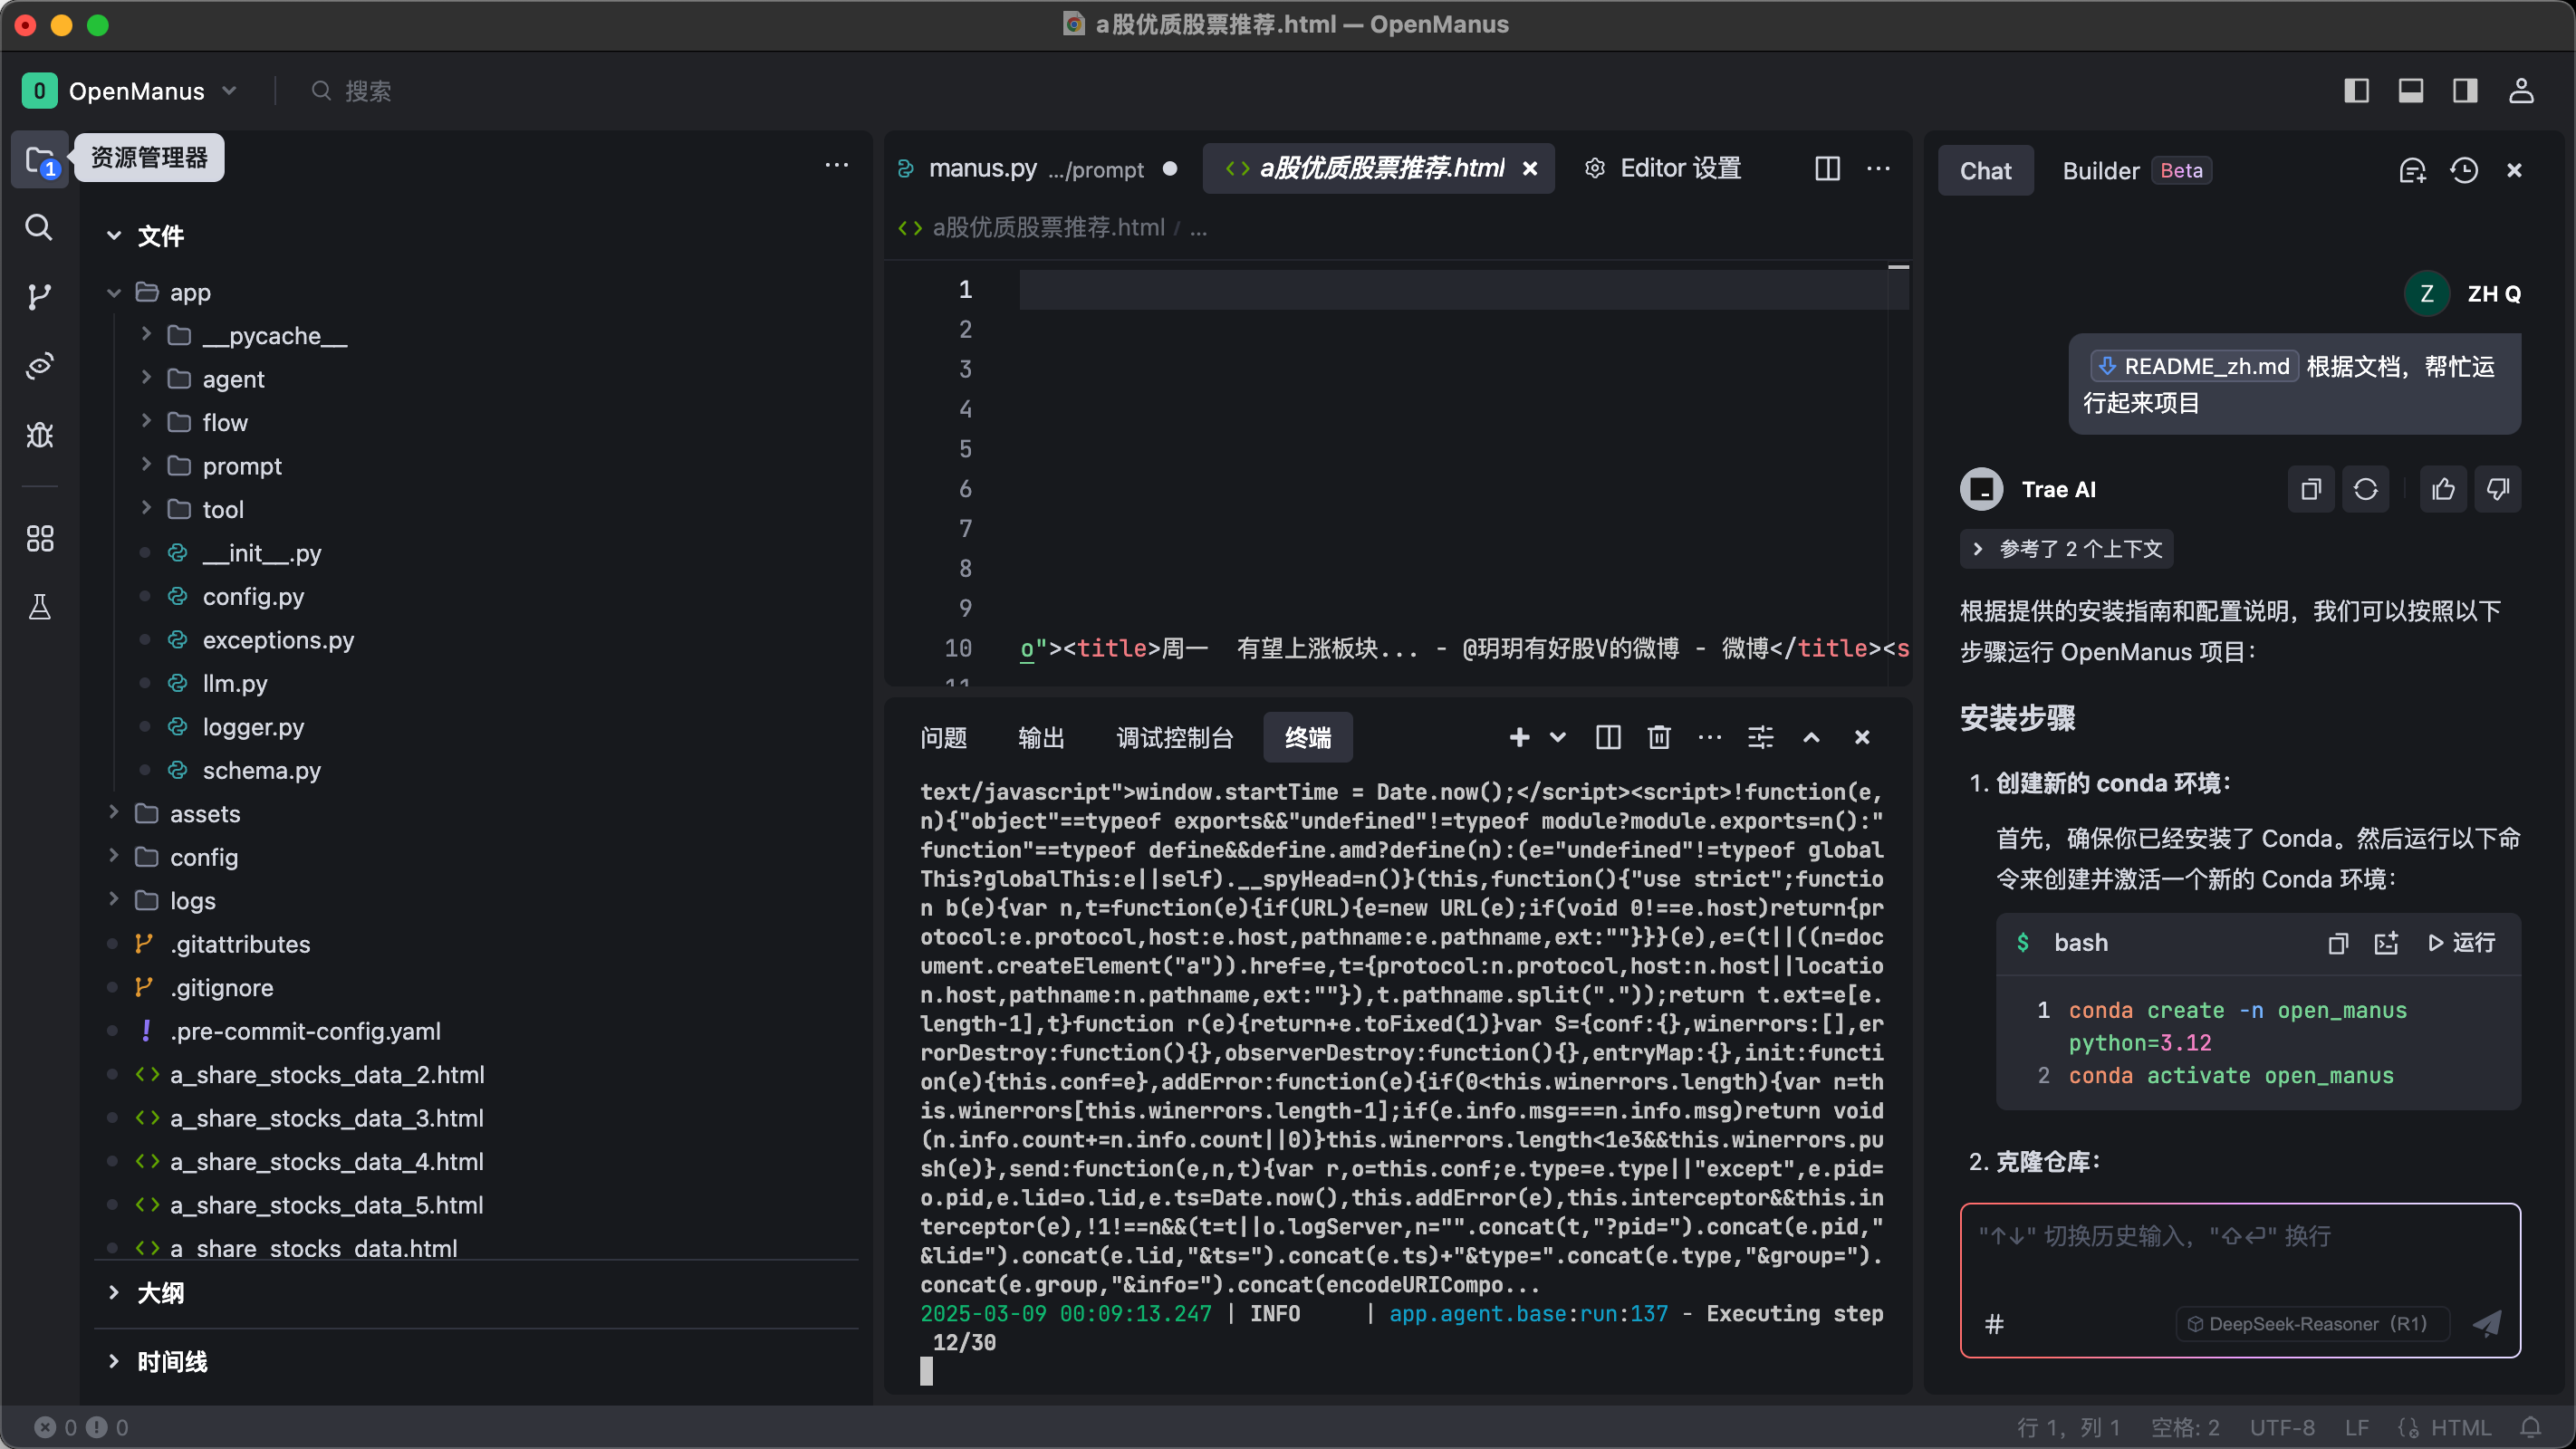 a股优质股票推荐.html — OpenManus
O OpenManus 搜索
1 资源管理器
文件
app
__pycache__
agent
flow
prompt
tool
__init__.py
config.py
exceptions.py
llm.py
logger.py
schema.py
assets
config
logs
.gitattributes
.gitignore
.pre-commit-config.yaml
a_share_stocks_data_2.html
a_share_stocks_data_3.html
a_share_stocks_data_4.html
a_share_stocks_data_5.html
a_share_stocks_data.html
大纲
时间线
manus.py .../prompt a股优质股票推荐.html Editor 设置
a股优质股票推荐.html / ...
1
2
3
4
5
6
7
8
9
10 o"><title>周一  有望上涨板块... - @玥玥有好股V的微博 - 微博</title><s
11
问题 输出 调试控制台 终端
text/javascript">window.startTime = Date.now();</script><script>!function(e,
n){"object"==typeof exports&&"undefined"!=typeof module?module.exports=n():"
function"==typeof define&&define.amd?define(n):(e="undefined"!=typeof global
This?globalThis:e||self).__spyHead=n()}(this,function(){"use strict";functio
n b(e){var n,t=function(e){if(URL){e=new URL(e);if(void 0!==e.host)return{pr
otocol:e.protocol,host:e.host,pathname:e.pathname,ext:""}}}(e),e=(t||((n=doc
ument.createElement("a")).href=e,t={protocol:n.protocol,host:n.host||locatio
n.host,pathname:n.pathname,ext:""}),t.pathname.split("."));return t.ext=e[e.
length-1],t}function r(e){return+e.toFixed(1)}var S={conf:{},winerrors:[],er
rorDestroy:function(){},observerDestroy:function(){},entryMap:{},init:functi
on(e){this.conf=e},addError:function(e){if(0<this.winerrors.length){var n=th
is.winerrors[this.winerrors.length-1];if(e.info.msg===n.info.msg)return void
(n.info.count+=n.info.count||0)}this.winerrors.length<1e3&&this.winerrors.pu
sh(e)},send:function(e,n,t){var r,o=this.conf;e.type=e.type||"except",e.pid=
o.pid,e.lid=o.lid,e.ts=Date.now(),this.addError(e),this.interceptor&&this.in
terceptor(e),!1!==n&&(t=t||o.logServer,n="".concat(t,"?pid=").concat(e.pid,"
&lid=").concat(e.lid,"&ts=").concat(e.ts)+"&type=".concat(e.type,"&group=").
concat(e.group,"&info=").concat(encodeURICompo...
2025-03-09 00:09:13.247 | INFO     | app.agent.base:run:137 - Executing step
12/30
Chat Builder Beta
Z ZH Q
README_zh.md 根据文档，帮忙运
行起来项目
Trae AI
参考了 2 个上下文
根据提供的安装指南和配置说明，我们可以按照以下
步骤运行 OpenManus 项目：
安装步骤
1. 创建新的 conda 环境：
首先，确保你已经安装了 Conda。然后运行以下命
令来创建并激活一个新的 Conda 环境：
$ bash 运行
1 conda create -n open_manus
python=3.12
2 conda activate open_manus
2. 克隆仓库：
"↑↓" 切换历史输入，"⇧⏎" 换行
# DeepSeek-Reasoner（R1） 
0 0 行 1，列 1 空格: 2 UTF-8 LF HTML